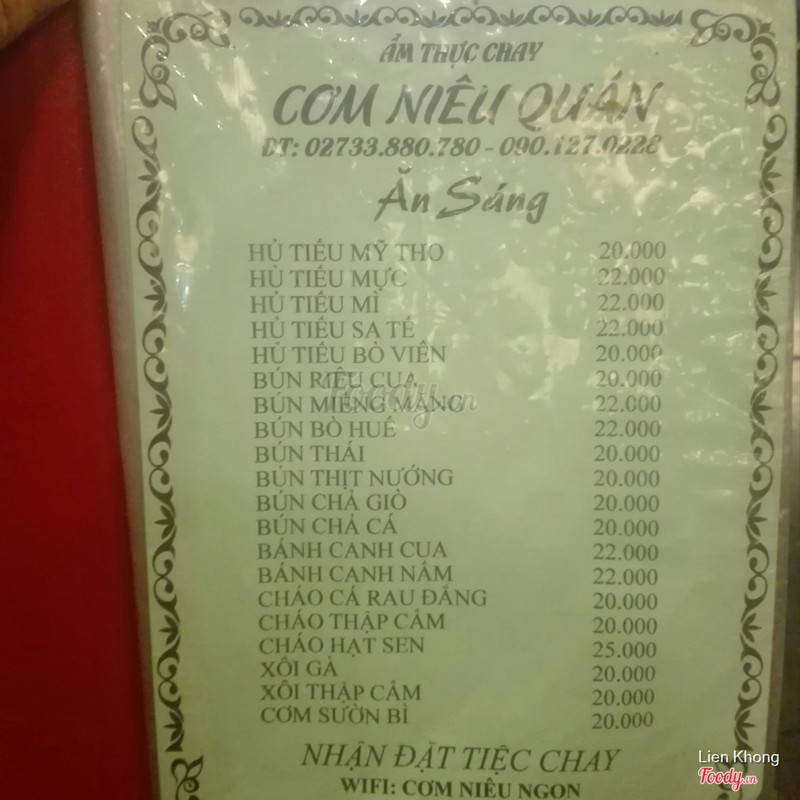 ẨM THỰC CHAY
CƠM NIÊU QUÁN
ĐT: 02733.880.780 - 090.127.0228
Ăn Sáng
HỦ TIẾU MỸ THO 20.000
HỦ TIẾU MỰC 22.000
HỦ TIẾU MÌ 22.000
HỦ TIẾU SA TẾ 22.000
HỦ TIẾU BÒ VIÊN 20.000
BÚN RIÊU CUA 20.000
BÚN MIẾNG MĂNG 22.000
BÚN BÒ HUẾ 22.000
BÚN THÁI 20.000
BÚN THỊT NƯỚNG 20.000
BÚN CHẢ GIÒ 20.000
BÚN CHẢ CÁ 20.000
BÁNH CANH CUA 22.000
BÁNH CANH NẤM 22.000
CHÁO CÁ RAU ĐẮNG 20.000
CHÁO THẬP CẨM 20.000
CHÁO HẠT SEN 25.000
XÔI GÀ 20.000
XÔI THẬP CẨM 20.000
CƠM SƯỜN BÌ 20.000
NHẬN ĐẶT TIỆC CHAY
WIFI: CƠM NIÊU NGON
Foody.vn
Lien Khong
Foody.vn